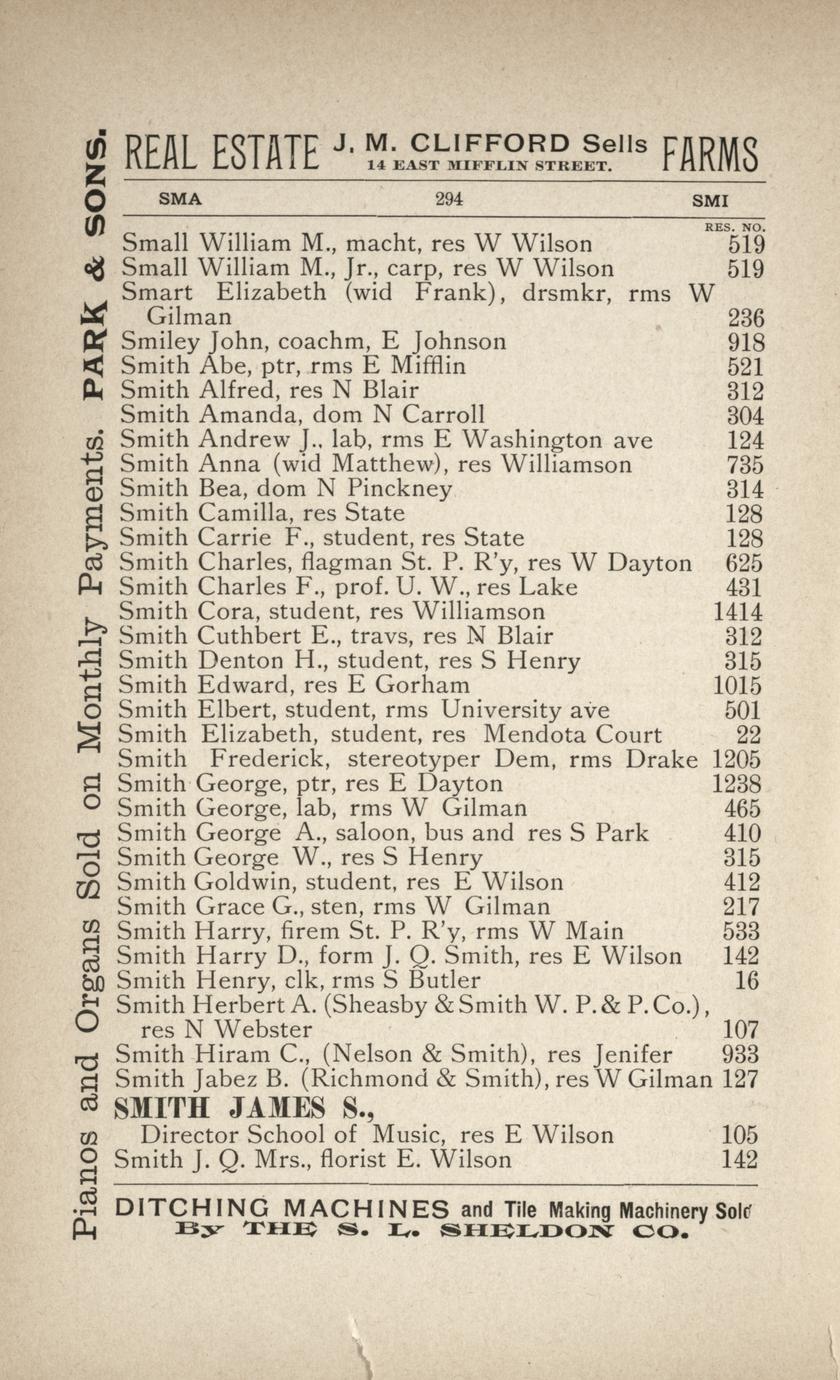 REAL ESTATE J. M. CLIFFORD Sells FARMS
14 EAST MIFFLIN STREET.
SMA 294 SMI
RES. NO.
Small William M., macht, res W Wilson 519
Small William M., Jr., carp, res W Wilson 519
Smart Elizabeth (wid Frank), drsmkr, rms W
Gilman 236
Smiley John, coachm, E Johnson 918
Smith Abe, ptr, rms E Mifflin 521
Smith Alfred, res N Blair 312
Smith Amanda, dom N Carroll 304
Smith Andrew J., lab, rms E Washington ave 124
Smith Anna (wid Matthew), res Williamson 735
Smith Bea, dom N Pinckney 314
Smith Camilla, res State 128
Smith Carrie F., student, res State 128
Smith Charles, flagman St. P. R'y, res W Dayton 625
Smith Charles F., prof. U. W., res Lake 431
Smith Cora, student, res Williamson 1414
Smith Cuthbert E., travs, res N Blair 312
Smith Denton H., student, res S Henry 315
Smith Edward, res E Gorham 1015
Smith Elbert, student, rms University ave 501
Smith Elizabeth, student, res Mendota Court 22
Smith Frederick, stereotyper Dem, rms Drake 1205
Smith George, ptr, res E Dayton 1238
Smith George, lab, rms W Gilman 465
Smith George A., saloon, bus and res S Park 410
Smith George W., res S Henry 315
Smith Goldwin, student, res E Wilson 412
Smith Grace G., sten, rms W Gilman 217
Smith Harry, firem St. P. R'y, rms W Main 533
Smith Harry D., form J. Q. Smith, res E Wilson 142
Smith Henry, clk, rms S Butler 16
Smith Herbert A. (Sheasby & Smith W. P. & P. Co.),
res N Webster 107
Smith Hiram C., (Nelson & Smith), res Jenifer 933
Smith Jabez B. (Richmond & Smith), res W Gilman 127
SMITH JAMES S.,
Director School of Music, res E Wilson 105
Smith J. Q. Mrs., florist E. Wilson 142
DITCHING MACHINES and Tile Making Machinery Sold
By THE S. L. SHELDON CO.
Pianos and Organs Sold on Monthly Payments. PARK & SONS.